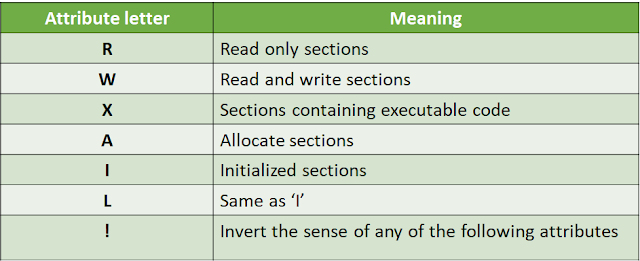 Attribute letter Meaning
R Read only sections
W Read and write sections
X Sections containing executable code
A Allocate sections
I Initialized sections
L Same as ‘I’
! Invert the sense of any of the following attributes